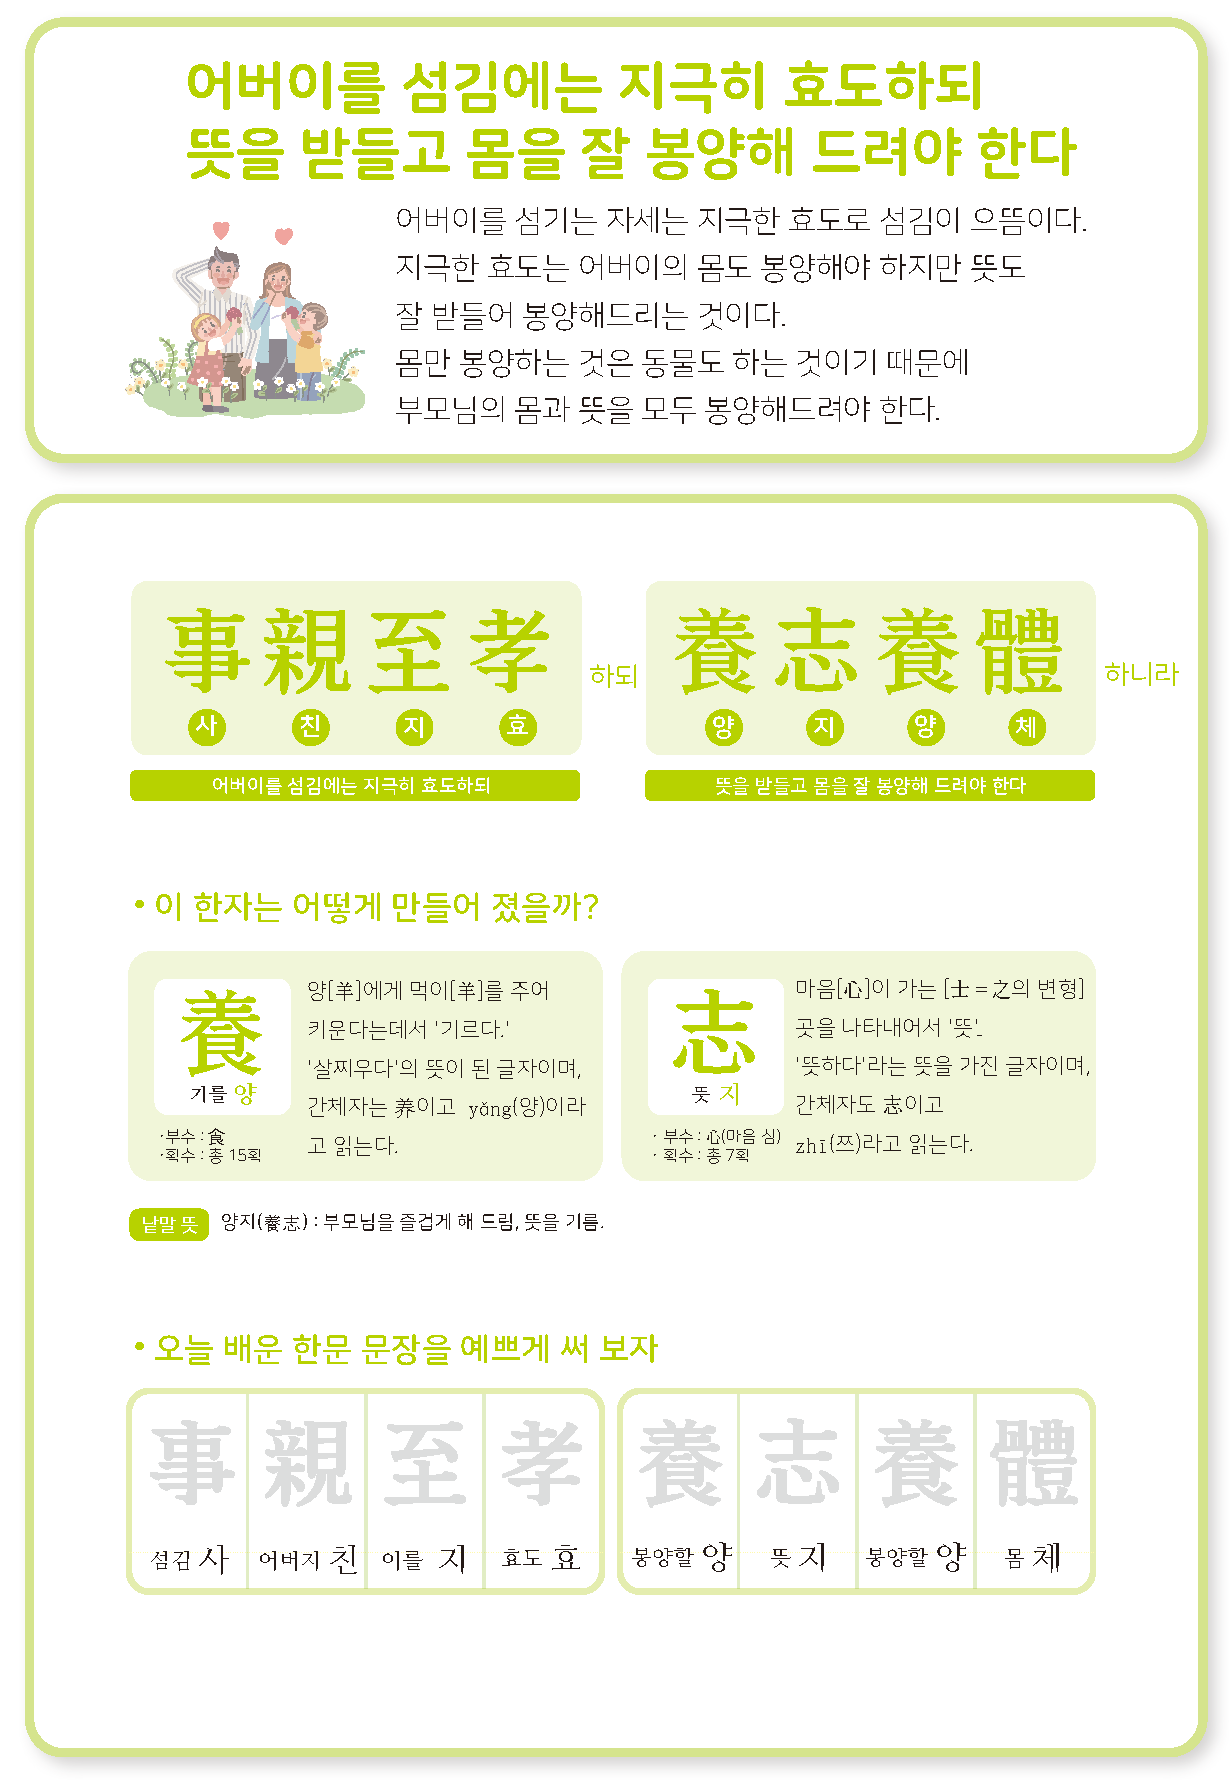 어버이를 섬김에는 지극히 효도하되
뜻을 받들고 몸을 잘 봉양해 드려야 한다
어버이를 섬기는 자세는 지극한 효도로 섬김이 으뜸이다.
지극한 효도는 어버이의 몸도 봉양해야 하지만 뜻도
잘 받들어 봉양해드리는 것이다.
몸만 봉양하는 것은 동물도 하는 것이기 때문에
부모님의 몸과 뜻을 모두 봉양해드려야 한다.
事親至孝 하되 養志養體 하니라
사 친 지 효 양 지 양 체
어버이를 섬김에는 지극히 효도하되
뜻을 받들고 몸을 잘 봉양해 드려야 한다
• 이 한자는 어떻게 만들어 졌을까?
養
기를 양
·부수 : 食
·획수 : 총 15획
양[羊]에게 먹이[羊]를 주어
키운다는데서 '기르다.'
'살찌우다'의 뜻이 된 글자이며,
간체자는 养이고 yǎng(양)이라
고 읽는다.
志
뜻 지
· 부수 : 心(마음 심)
· 획수 : 총 7획
마음[心]이 가는 [士 = 之의 변형]
곳을 나타내어서 '뜻'.
'뜻하다'라는 뜻을 가진 글자이며,
간체자도 志이고
zhī(쯔)라고 읽는다.
낱말 뜻 양지(養志) : 부모님을 즐겁게 해 드림, 뜻을 기름.
• 오늘 배운 한문 문장을 예쁘게 써 보자
事 親 至 孝 養 志 養 體
섬김 사 어버지 친 이를 지 효도 효 봉양할 양 뜻 지 봉양할 양 몸 체